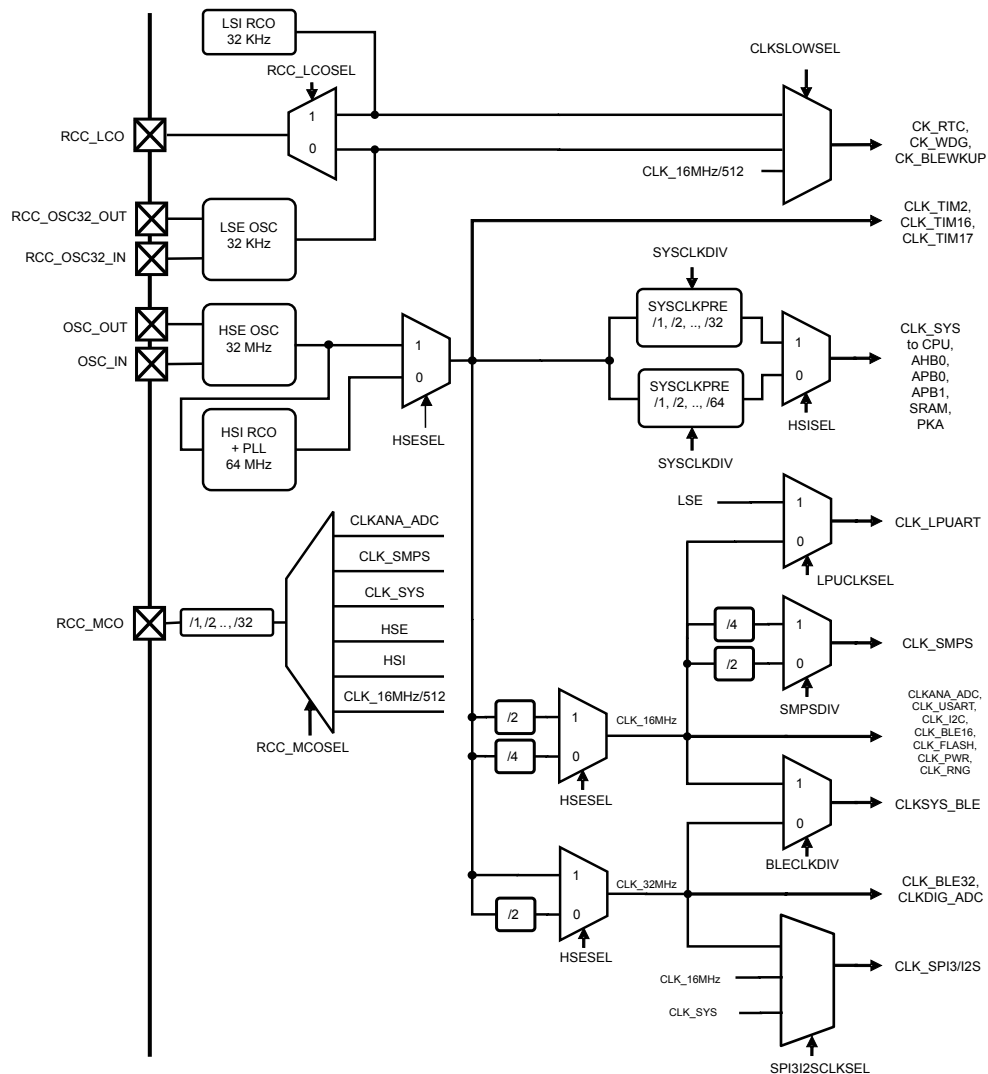 LSI RCO
32 KHz
CLKSLOWSEL
RCC_LCOSEL
1
0
RCC_LCO
CK_RTC,
CK_WDG,
CK_BLEWKUP
CLK_16MHz/512
RCC_OSC32_OUT
RCC_OSC32_IN
LSE OSC
32 KHz
CLK_TIM2,
CLK_TIM16,
CLK_TIM17
SYSCLKDIV
OSC_OUT
OSC_IN
HSE OSC
32 MHz
1
0
HSESEL
SYSCLKPRE
/1, /2, .., /32
SYSCLKPRE
/1, /2, .., /64
SYSCLKDIV
1
0
HSISEL
CLK_SYS
to CPU,
AHB0,
APB0,
APB1,
SRAM,
PKA
HSI RCO
+ PLL
64 MHz
LSE
1
0
LPUCLKSEL
CLK_LPUART
CLKANA_ADC
CLK_SMPS
CLK_SYS
HSE
HSI
CLK_16MHz/512
RCC_MCO
/1, /2, .., /32
RCC_MCOSEL
/4
/2
1
0
SMPSDIV
CLK_SMPS
/2
/4
1
0
HSESEL
CLK_16MHz
CLKANA_ADC,
CLK_USART,
CLK_I2C,
CLK_BLE16,
CLK_FLASH,
CLK_PWR,
CLK_RNG
1
0
BLECLKDIV
CLKSYS_BLE
/2
1
0
HSESEL
CLK_32MHz
CLK_BLE32,
CLKDIG_ADC
CLK_16MHz
CLK_SYS
CLK_SPI3/I2S
SPI3I2SCLKSEL